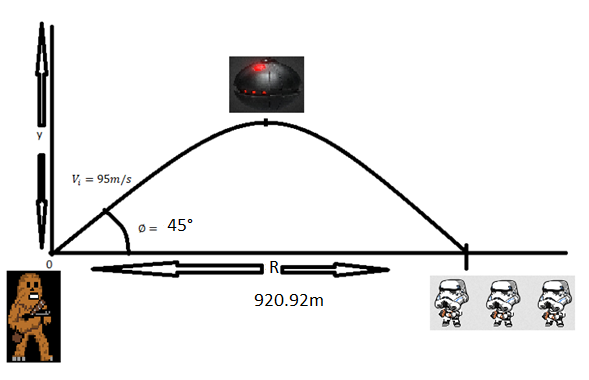 y
Vᵢ = 95m/s
Ø = 45°
0
R
920.92m